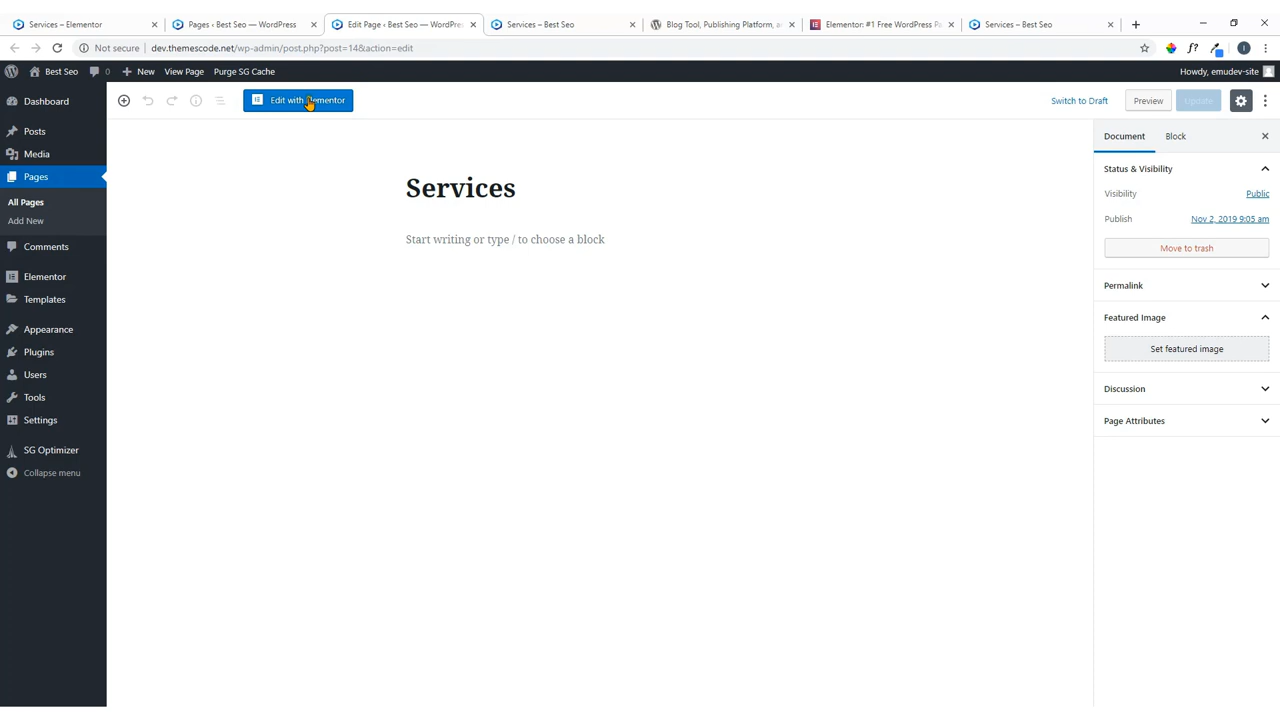 Services – Elementor
Pages ‹ Best Seo — WordPress
Edit Page ‹ Best Seo — WordPre
Services – Best Seo
Blog Tool, Publishing Platform, a
Elementor: #1 Free WordPress P
Services – Best Seo
Not secure dev.themescode.net/wp-admin/post.php?post=14&action=edit
f?
I
Best Seo 0 New View Page Purge SG Cache Howdy, emudev-site
Dashboard
Posts
Media
Pages
All Pages
Add New
Comments
Elementor
Templates
Appearance
Plugins
Users
Tools
Settings
SG Optimizer
Collapse menu
Edit with Elementor
Switch to Draft Preview Update
Services
Start writing or type / to choose a block
Document Block
Status & Visibility
Visibility Public
Publish Nov 2, 2019 9:05 am
Move to trash
Permalink
Featured Image
Set featured image
Discussion
Page Attributes